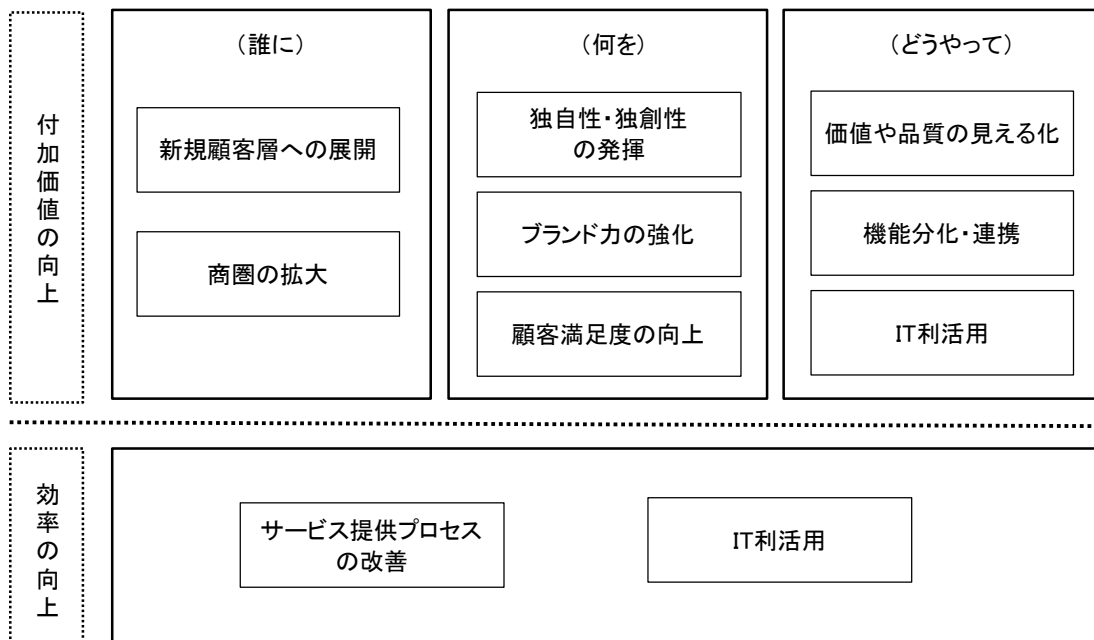 付加価値の向上
(誰に)
新規顧客層への展開
商圏の拡大
(何を)
独自性・独創性
の発揮
ブランド力の強化
顧客満足度の向上
(どうやって)
価値や品質の見える化
機能分化・連携
IT利活用
効率の向上
サービス提供プロセス
の改善
IT利活用